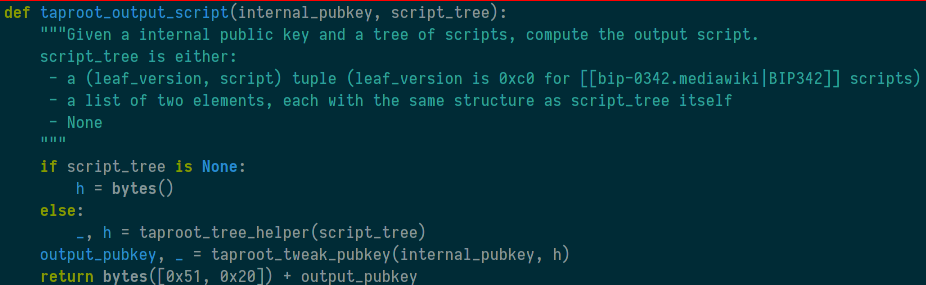 def taproot_output_script(internal_pubkey, script_tree):
    """Given a internal public key and a tree of scripts, compute the output script.
    script_tree is either:
     - a (leaf_version, script) tuple (leaf_version is 0xc0 for [[bip-0342.mediawiki|BIP342]] scripts)
     - a list of two elements, each with the same structure as script_tree itself
     - None
    """
    if script_tree is None:
        h = bytes()
    else:
        _, h = taproot_tree_helper(script_tree)
    output_pubkey, _ = taproot_tweak_pubkey(internal_pubkey, h)
    return bytes([0x51, 0x20]) + output_pubkey